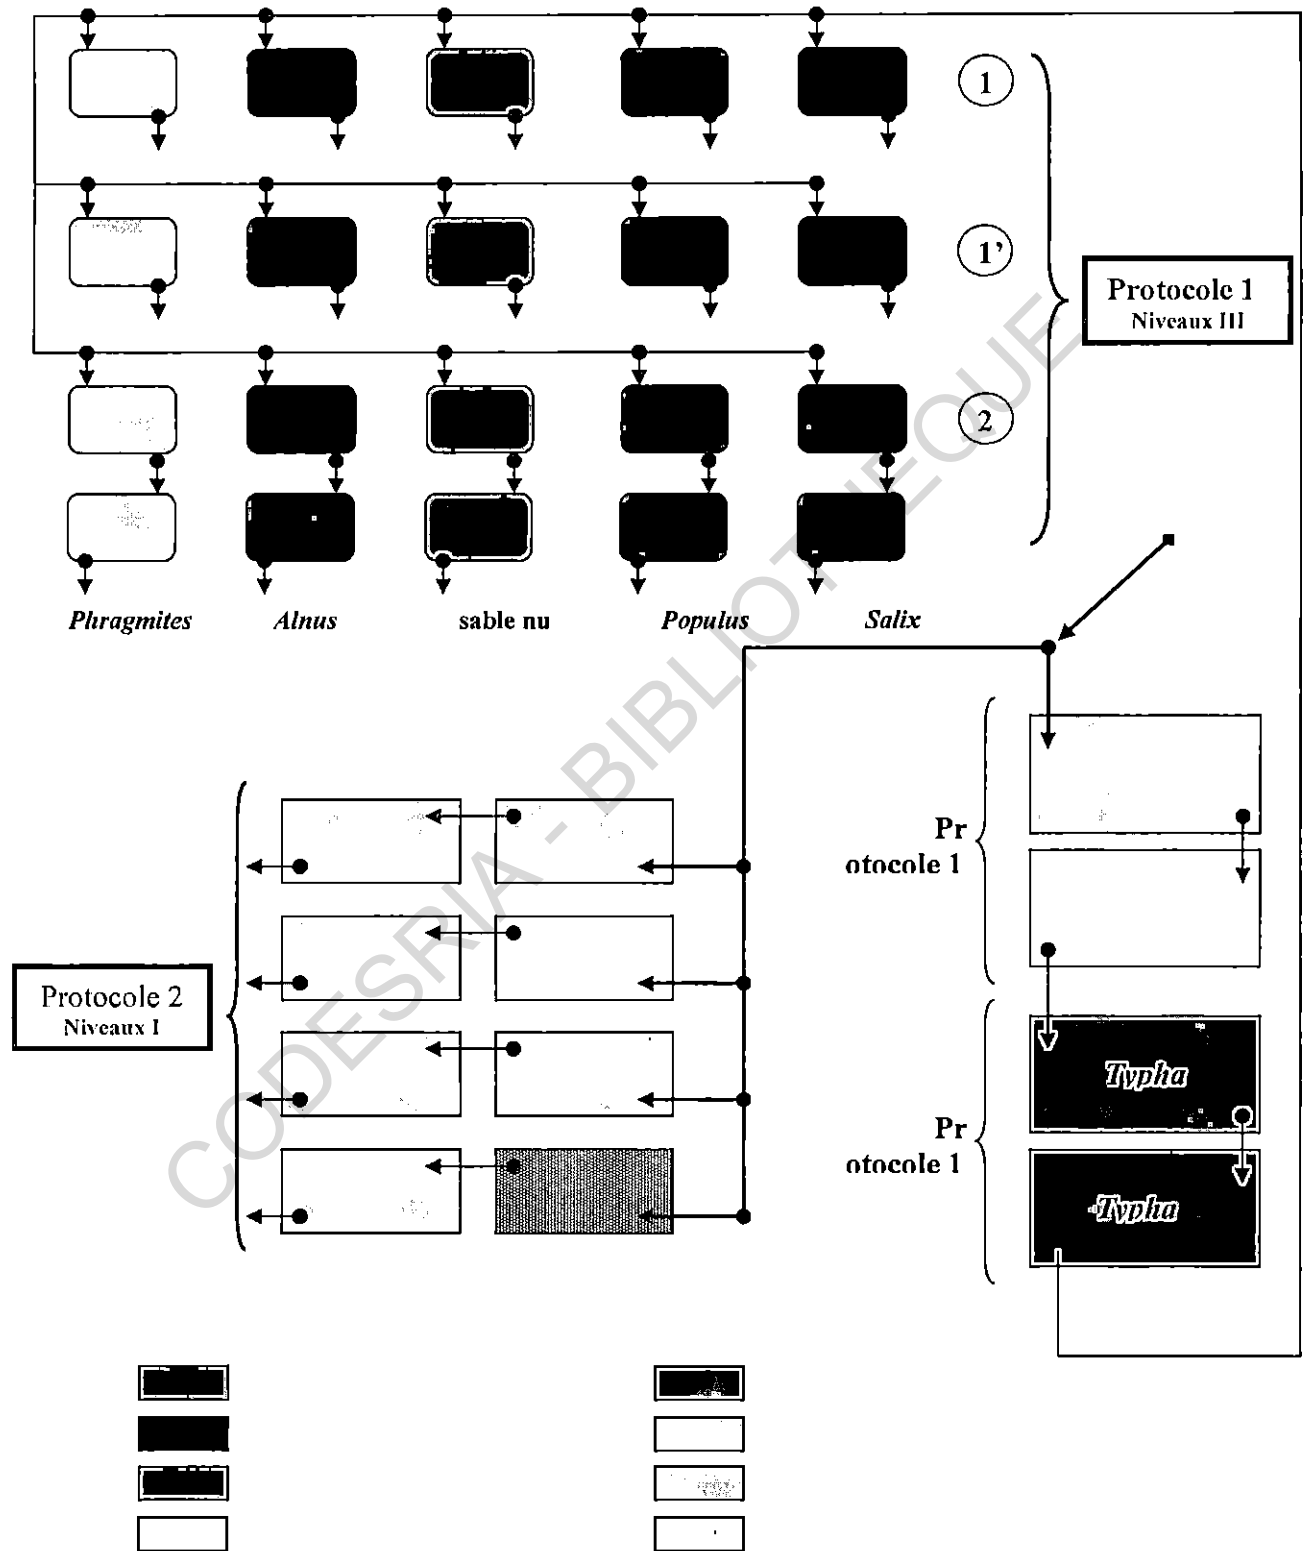 1
1’
Protocole 1
Niveaux III
2
Phragmites
Alnus
sable nu
Populus
Salix
Pr
otocole 1
Protocole 2
Niveaux I
Typha
Pr
otocole 1
Typha
CODESRIA - BIBLIOTHEQUE